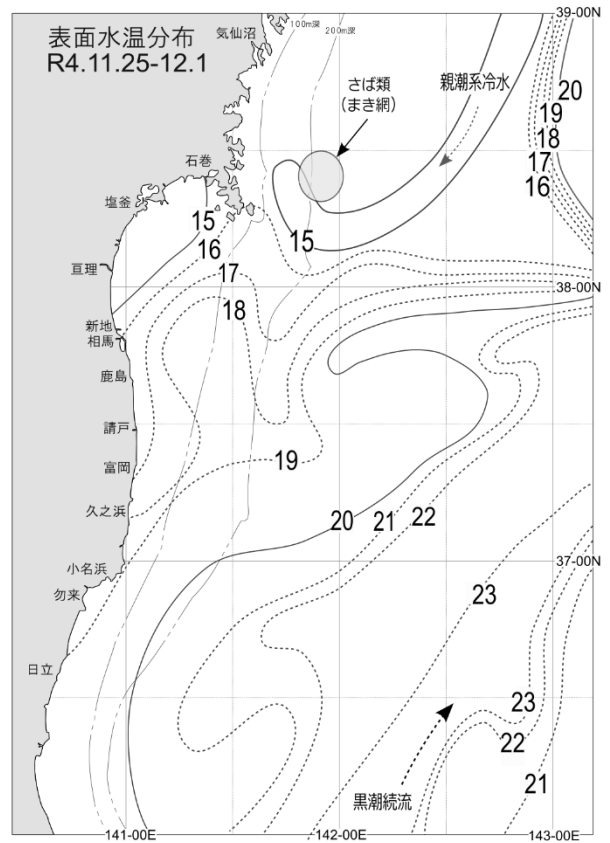 表面水温分布
R4.11.25-12.1
気仙沼
100m深
200m深
39-00N
さば類
(まき網)
親潮系冷水
20
19
18
17
16
石巻
塩釜
15
16
17
18
15
亘理
38-00N
新地
相馬
鹿島
請戸
富岡
19
久之浜
20
21
22
小名浜
37-00N
勿来
23
日立
23
22
21
黒潮続流
141-00E
142-00E
143-00E